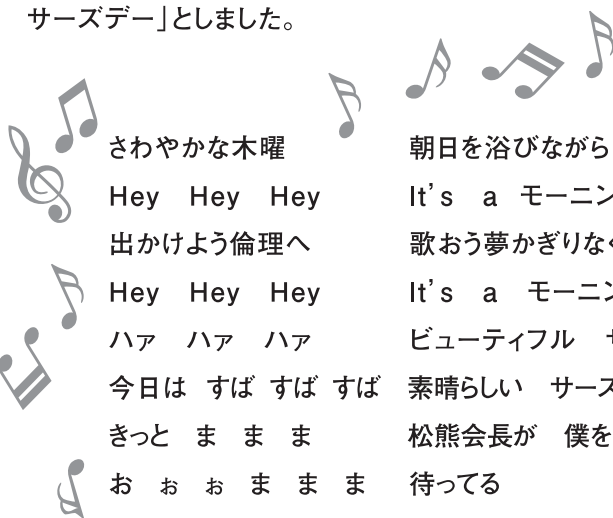 サーズデー」としました。
さわやかな木曜　　朝日を浴びながら
Hey　Hey　Hey　　It's　a　モーニン
出かけよう倫理へ　　歌おう夢かぎりなく
Hey　Hey　Hey　　It's　a　モーニン
ハァ　ハァ　ハァ　　ビューティフル　サ
今日は　すば　すば　すば　素晴らしい　サーズ
きっと　ま　ま　ま　　松熊会長が　僕を
お　ぉ　ぉ　ま　ま　ま　　待ってる